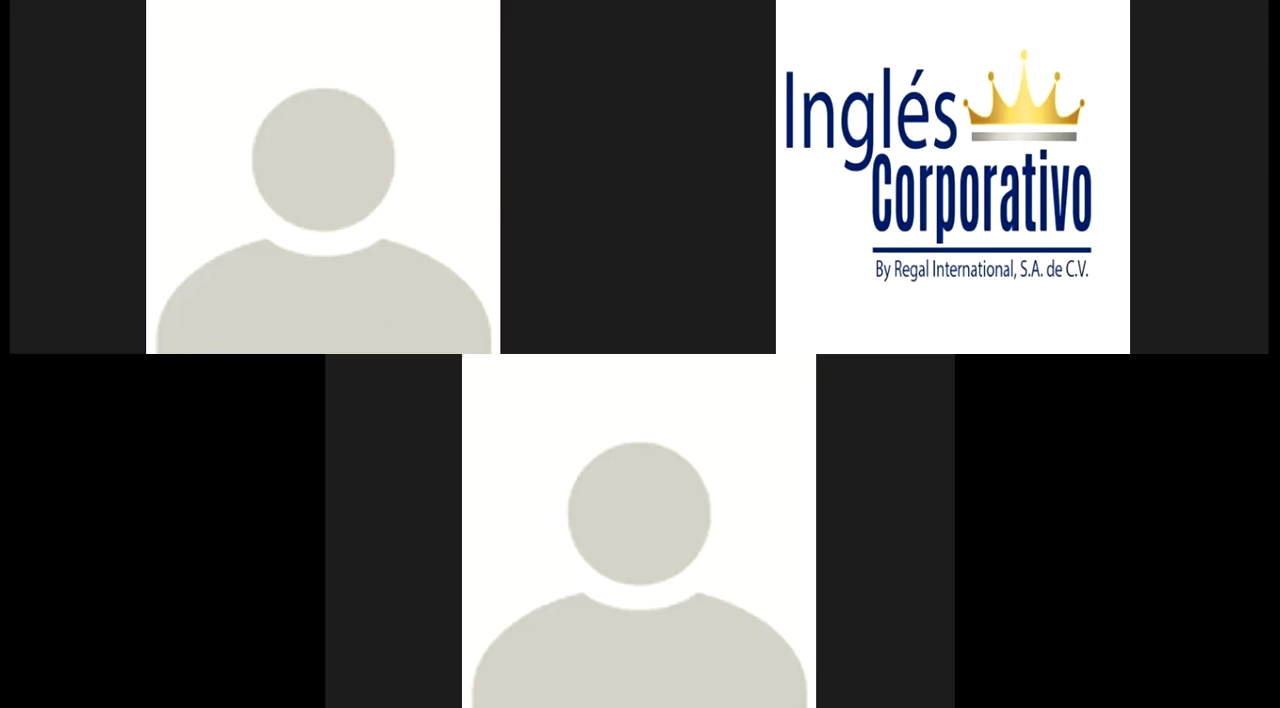 Inglés
Corporativo
By Regal International, S.A. de C.V.